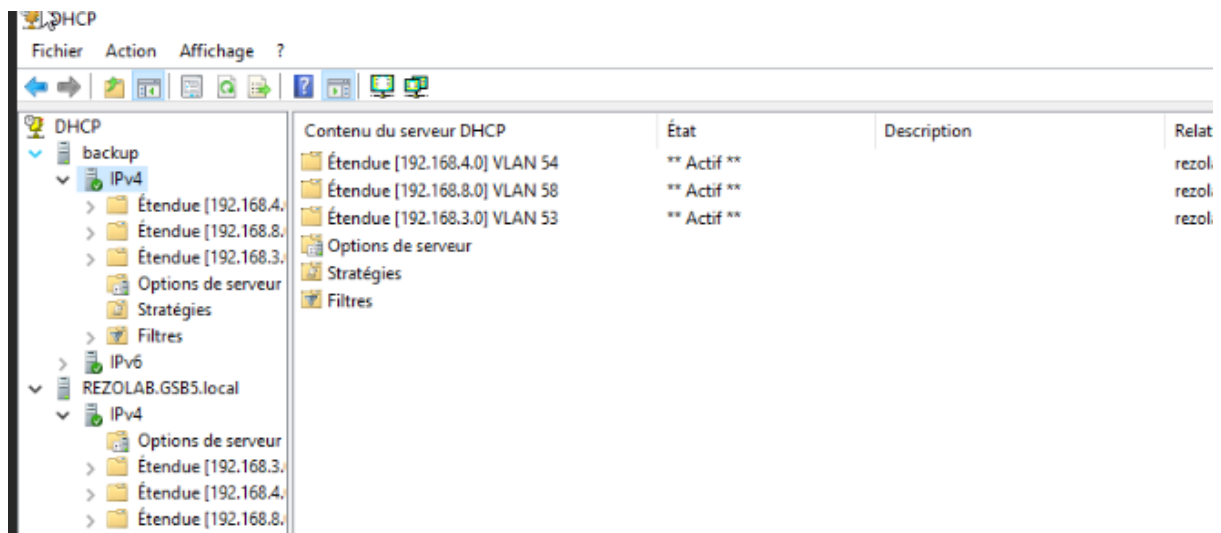 DHCP
Fichier Action Affichage ?
DHCP
backup
IPv4
Étendue [192.168.4.
Étendue [192.168.8.
Étendue [192.168.3.
Options de serveur
Stratégies
Filtres
IPv6
REZOLAB.GSB5.local
IPv4
Options de serveur
Étendue [192.168.3.
Étendue [192.168.4.
Étendue [192.168.8.
Contenu du serveur DHCP État Description Relat
Étendue [192.168.4.0] VLAN 54 ** Actif ** rezol
Étendue [192.168.8.0] VLAN 58 ** Actif ** rezol
Étendue [192.168.3.0] VLAN 53 ** Actif ** rezol
Options de serveur
Stratégies
Filtres